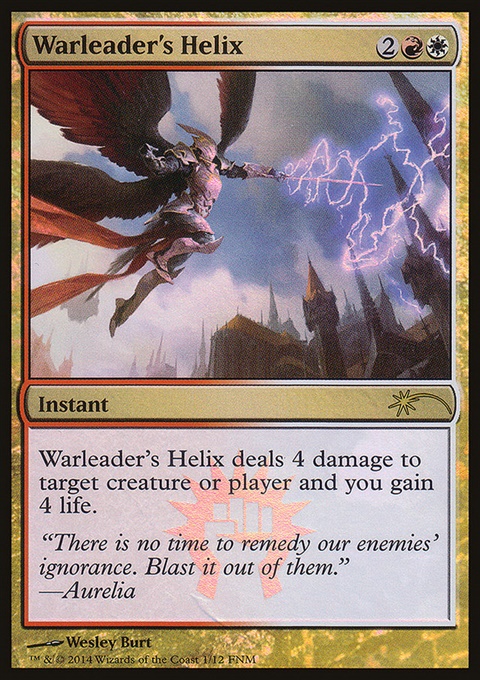 Warleader's Helix 2
Instant
Warleader's Helix deals 4 damage to
target creature or player and you gain
4 life.
“There is no time to remedy our enemies’
ignorance. Blast it out of them.”
—Aurelia
Wesley Burt
™ & © 2014 Wizards of the Coast 1/12 FNM